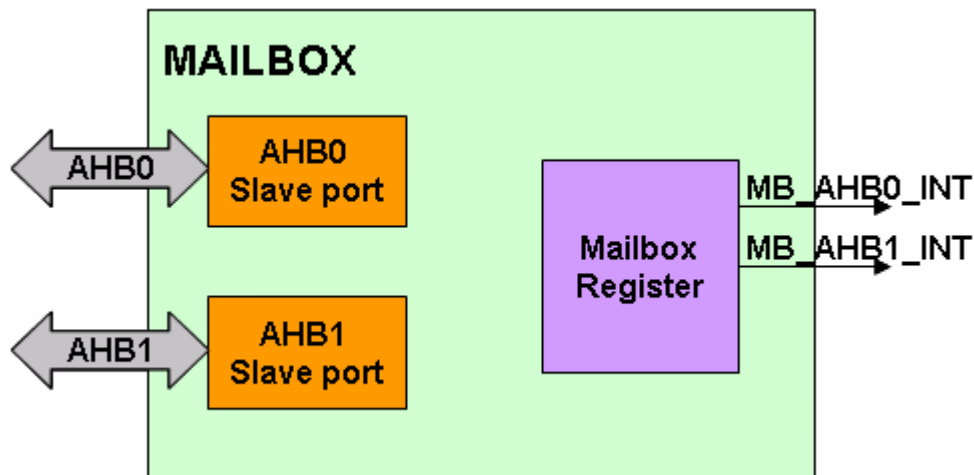 MAILBOX
AHB0
AHB0
Slave port
AHB1
AHB1
Slave port
Mailbox
Register
MB_AHB0_INT
MB_AHB1_INT